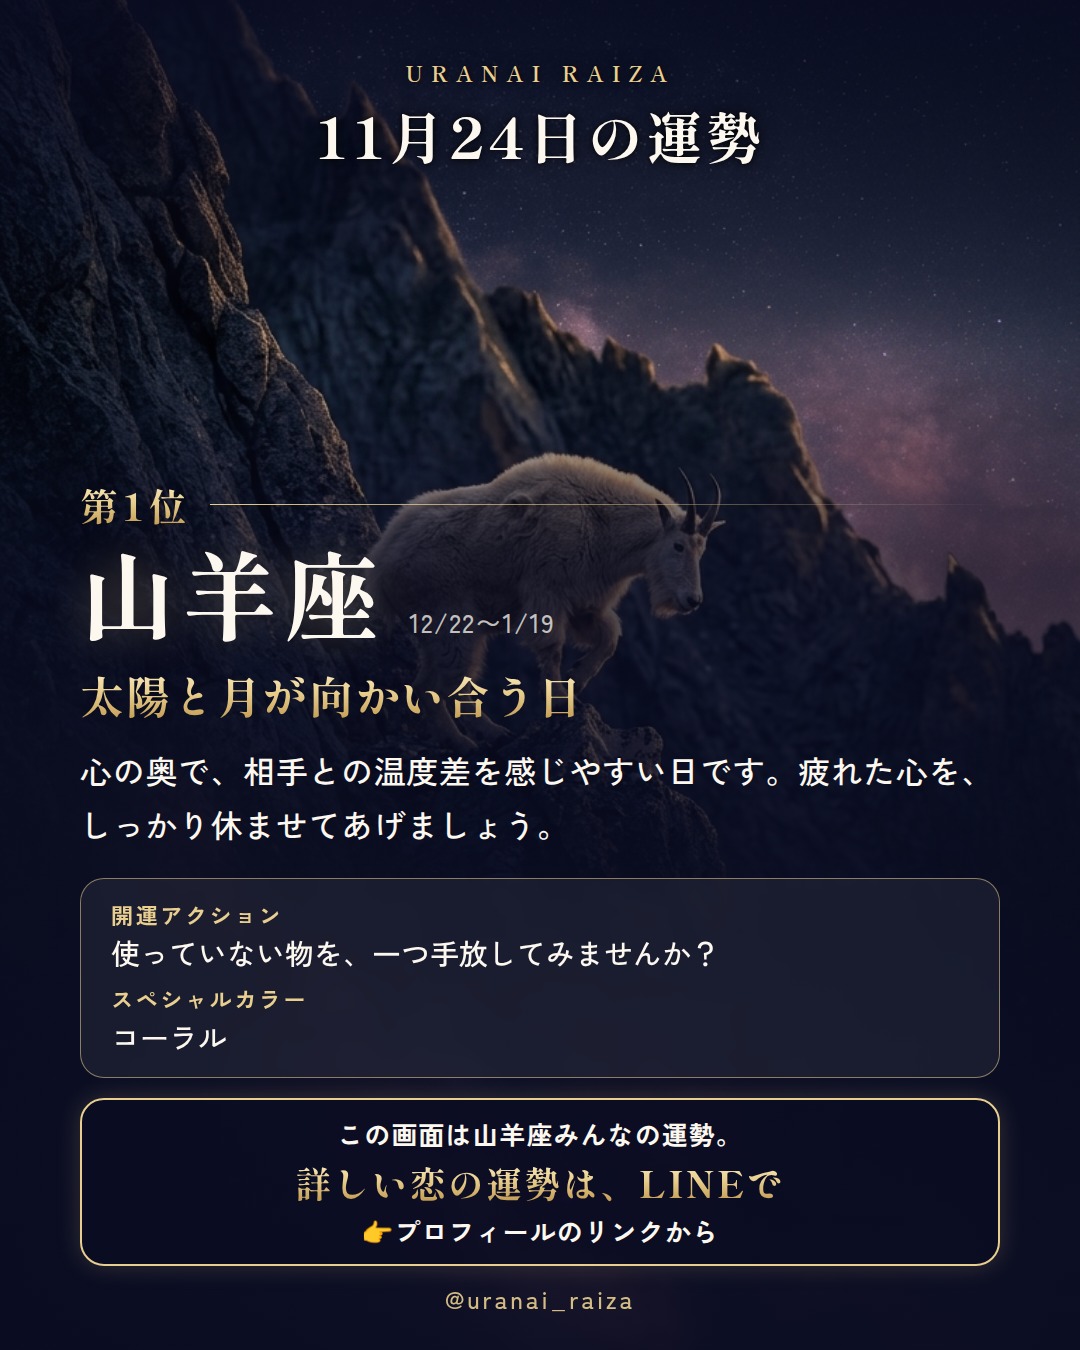 URANAI RAIZA
11月24日の運勢
第1位
山羊座 12/22〜1/19
太陽と月が向かい合う日
心の奥で、相手との温度差を感じやすい日です。疲れた心を、
しっかり休ませてあげましょう。
開運アクション
使っていない物を、一つ手放してみませんか？
スペシャルカラー
コーラル
この画面は山羊座みんなの運勢。
詳しい恋の運勢は、LINEで
👉プロフィールのリンクから
@uranai_raiza